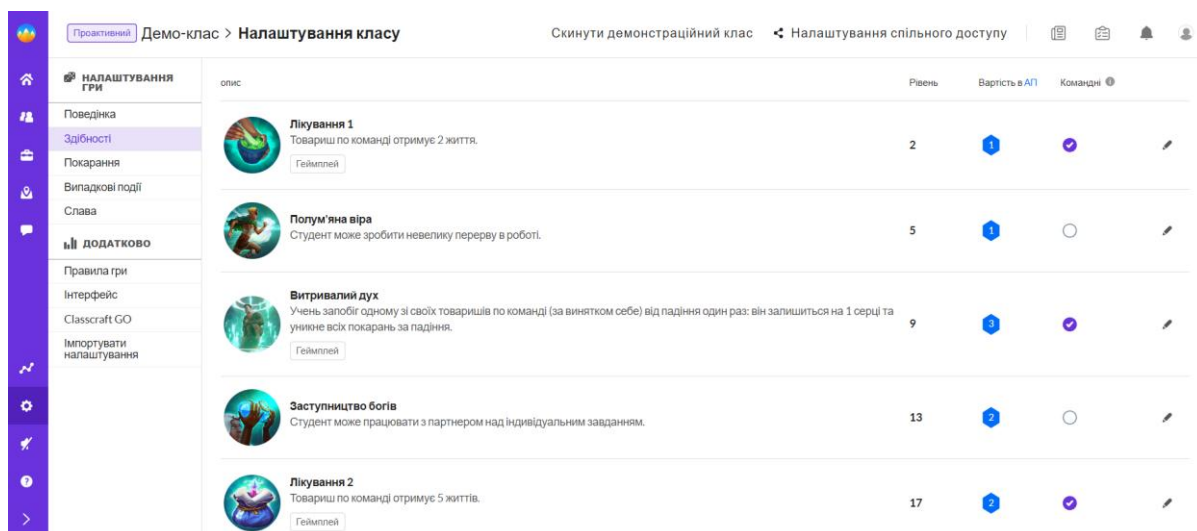 Проактивний Демо-клас > Налаштування класу
Скинути демонстраційний клас
Налаштування спільного доступу
НАЛАШТУВАННЯ
ГРИ
Поведінка
Здібності
Покарання
Випадкові події
Слава
ДОДАТКОВО
Правила гри
Інтерфейс
Classcraft GO
Імпортувати
налаштування
опис
Рівень
Вартість в АП
Командні
Лікування 1
Товариш по команді отримує 2 життя.
Геймплей
2
1
Полум'яна віра
Студент може зробити невелику перерву в роботі.
5
1
Витривалий дух
Учень запобіг одному зі своїх товаришів по команді (за винятком себе) від падіння один раз: він залишиться на 1 серці та
уникне всіх покарань за падіння.
Геймплей
9
3
Заступництво богів
Студент може працювати з партнером над індивідуальним завданням.
13
2
Лікування 2
Товариш по команді отримує 5 життів.
Геймплей
17
2